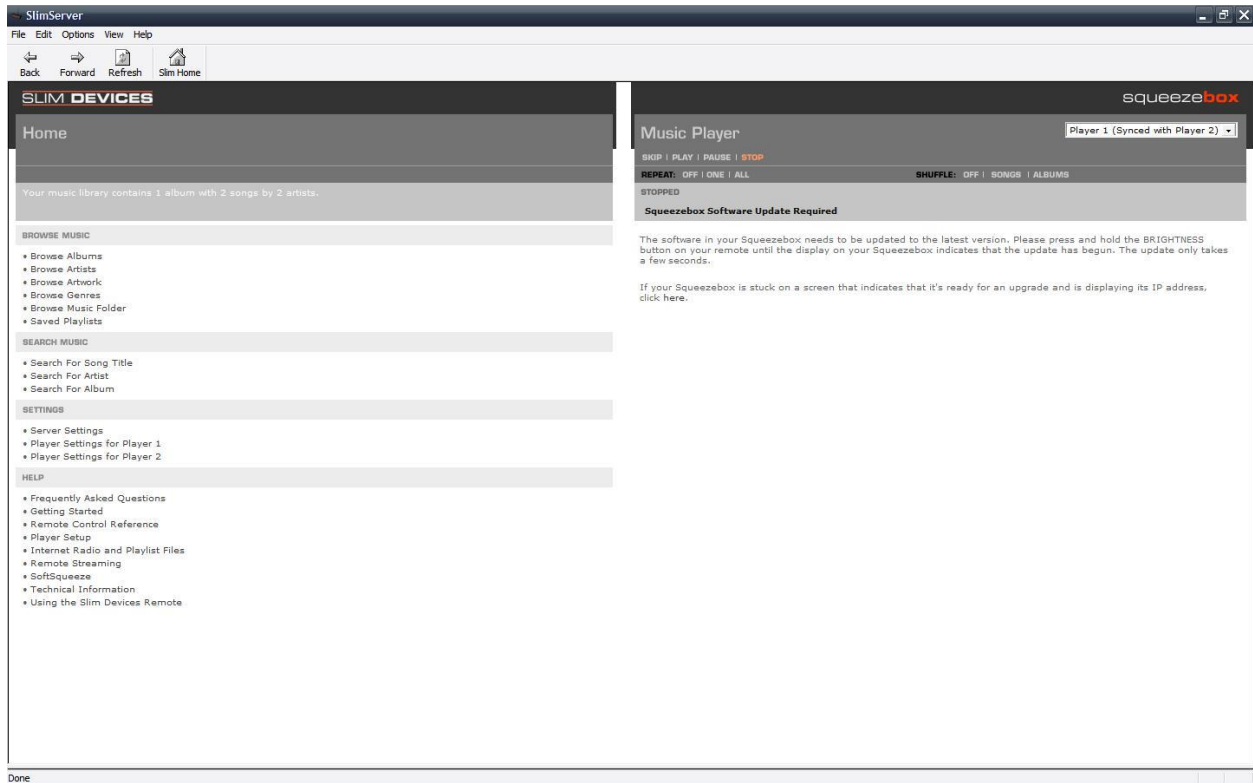 SlimServer
File Edit Options View Help
Back Forward Refresh Slim Home
SLIM DEVICES
Home
Your music library contains 1 album with 2 songs by 2 artists.
BROWSE MUSIC
• Browse Albums
• Browse Artists
• Browse Artwork
• Browse Genres
• Browse Music Folder
• Saved Playlists
SEARCH MUSIC
• Search For Song Title
• Search For Artist
• Search For Album
SETTINGS
• Server Settings
• Player Settings for Player 1
• Player Settings for Player 2
HELP
• Frequently Asked Questions
• Getting Started
• Remote Control Reference
• Player Setup
• Internet Radio and Playlist Files
• Remote Streaming
• SoftSqueeze
• Technical Information
• Using the Slim Devices Remote
squeezebox
Music Player
Player 1 (Synced with Player 2)
SKIP | PLAY | PAUSE | STOP
REPEAT: OFF | ONE | ALL SHUFFLE: OFF | SONGS | ALBUMS
STOPPED
Squeezebox Software Update Required
The software in your Squeezebox needs to be updated to the latest version. Please press and hold the BRIGHTNESS
button on your remote until the display on your Squeezebox indicates that the update has begun. The update only takes
a few seconds.
If your Squeezebox is stuck on a screen that indicates that it's ready for an upgrade and is displaying its IP address,
click here.
Done